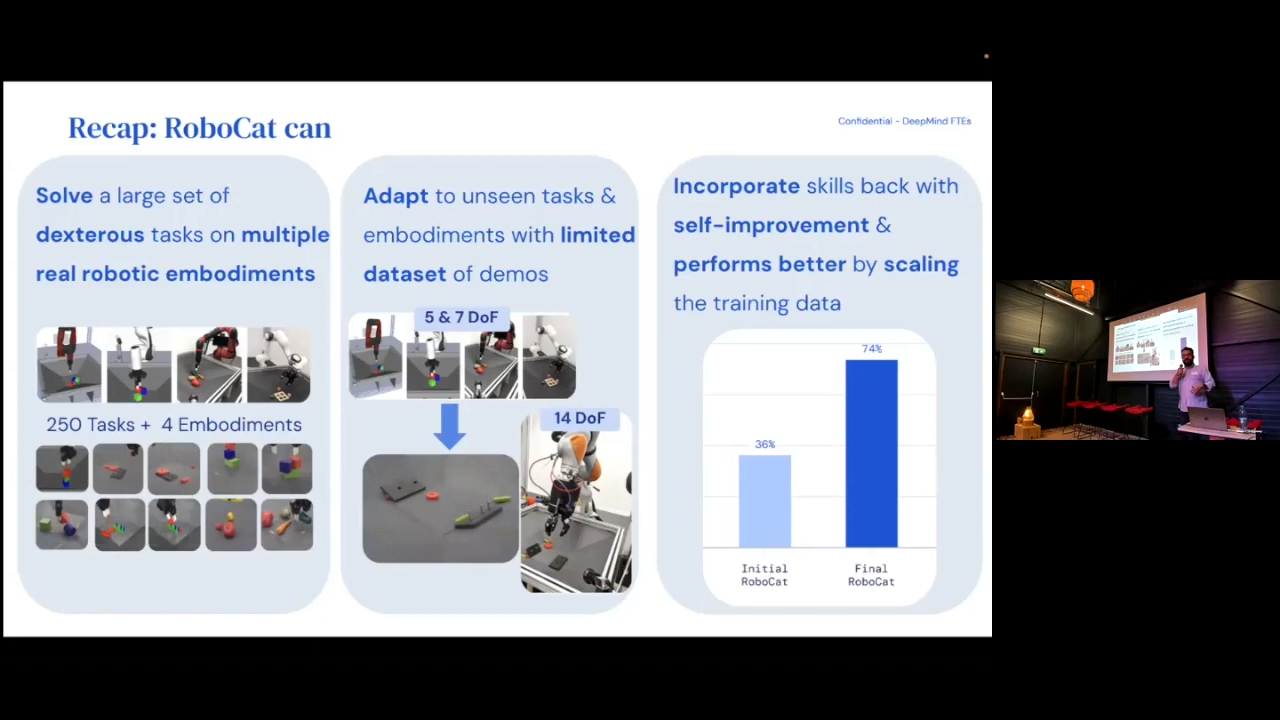 Recap: RoboCat can
Confidential - DeepMind FTEs
Solve a large set of
dexterous tasks on multiple
real robotic embodiments
250 Tasks + 4 Embodiments
Adapt to unseen tasks &
embodiments with limited
dataset of demos
5 & 7 DoF
14 DoF
Incorporate skills back with
self-improvement &
performs better by scaling
the training data
74%
36%
Initial
RoboCat
Final
RoboCat